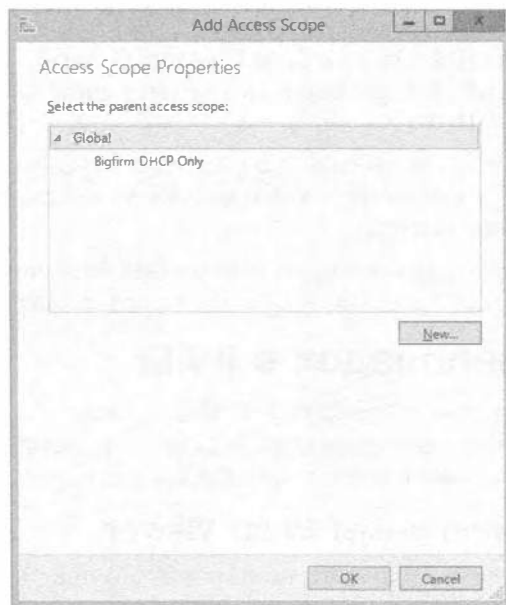 Add Access Scope
Access Scope Properties
Select the parent access scope:
Global
Bigfirm DHCP Only
New...
OK
Cancel